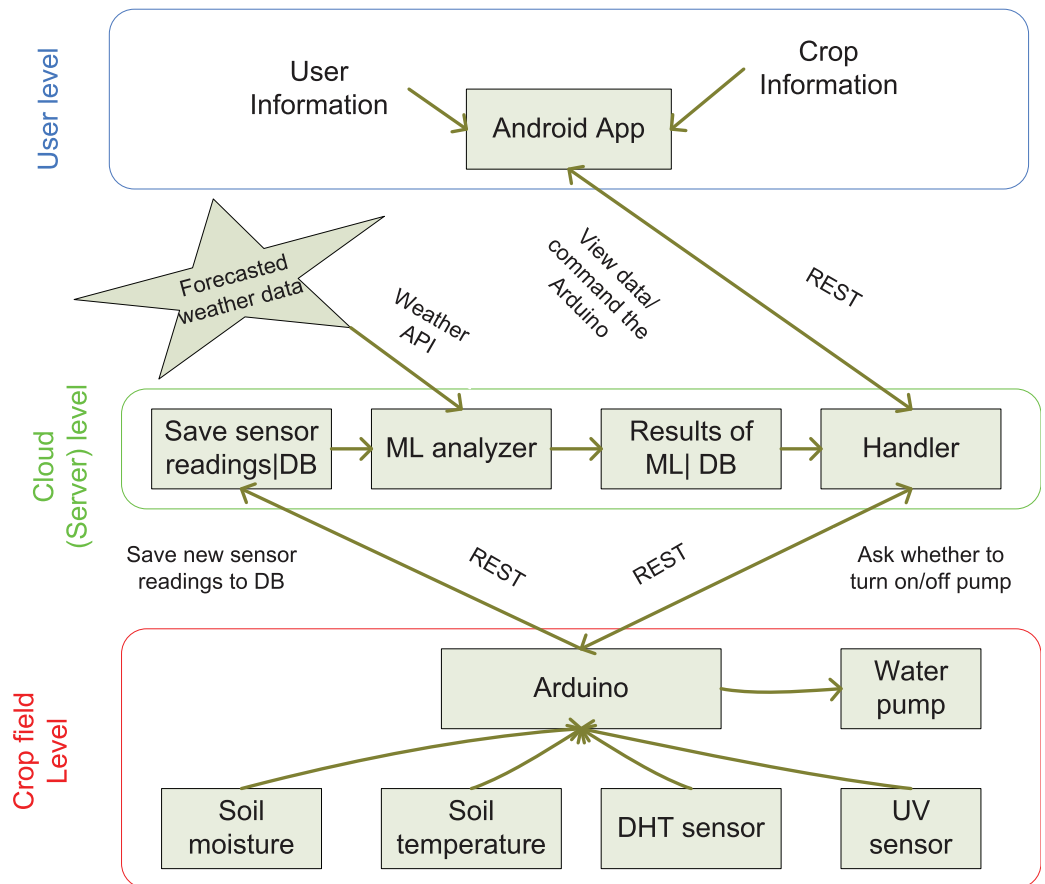 User level
User
Information
Crop
Information
Android App
Forecasted
weather data
Weather
API
View data/
command the
Arduino
REST
Cloud
(Server) level
Save sensor
readings|DB
ML analyzer
Results of
ML| DB
Handler
Save new sensor
readings to DB
REST
REST
Ask whether to
turn on/off pump
Crop field
Level
Arduino
Water
pump
Soil
moisture
Soil
temperature
DHT sensor
UV
sensor